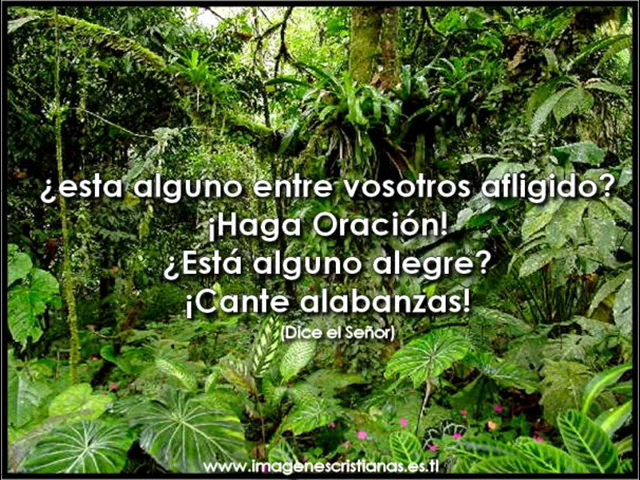 ¿esta alguno entre vosotros afligido?
¡Haga Oración!
¿Está alguno alegre?
¡Cante alabanzas!
(Dice el Señor)
www.imagenescristianas.es.tl